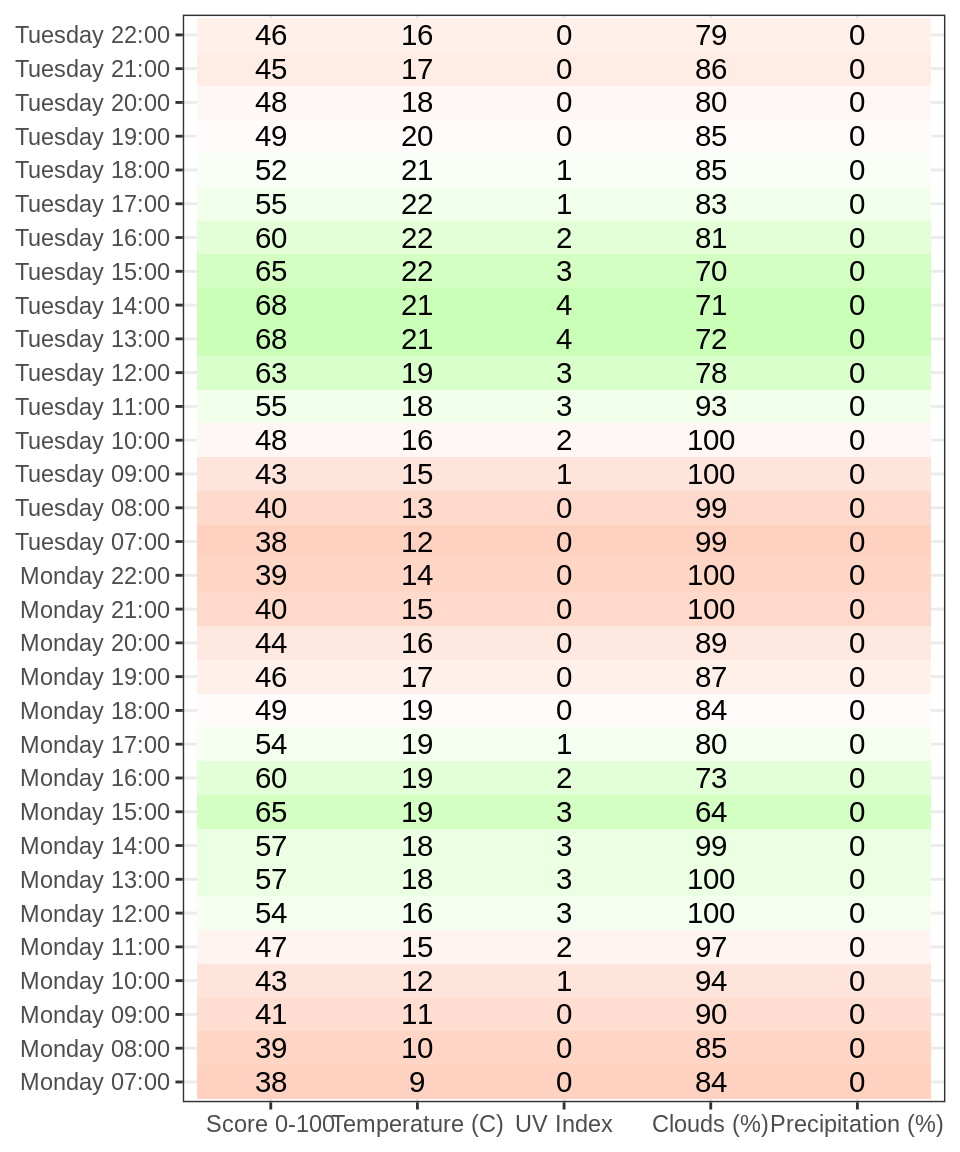 Tuesday 22:00 46 16 0 79 0
Tuesday 21:00 45 17 0 86 0
Tuesday 20:00 48 18 0 80 0
Tuesday 19:00 49 20 0 85 0
Tuesday 18:00 52 21 1 85 0
Tuesday 17:00 55 22 1 83 0
Tuesday 16:00 60 22 2 81 0
Tuesday 15:00 65 22 3 70 0
Tuesday 14:00 68 21 4 71 0
Tuesday 13:00 68 21 4 72 0
Tuesday 12:00 63 19 3 78 0
Tuesday 11:00 55 18 3 93 0
Tuesday 10:00 48 16 2 100 0
Tuesday 09:00 43 15 1 100 0
Tuesday 08:00 40 13 0 99 0
Tuesday 07:00 38 12 0 99 0
Monday 22:00 39 14 0 100 0
Monday 21:00 40 15 0 100 0
Monday 20:00 44 16 0 89 0
Monday 19:00 46 17 0 87 0
Monday 18:00 49 19 0 84 0
Monday 17:00 54 19 1 80 0
Monday 16:00 60 19 2 73 0
Monday 15:00 65 19 3 64 0
Monday 14:00 57 18 3 99 0
Monday 13:00 57 18 3 100 0
Monday 12:00 54 16 3 100 0
Monday 11:00 47 15 2 97 0
Monday 10:00 43 12 1 94 0
Monday 09:00 41 11 0 90 0
Monday 08:00 39 10 0 85 0
Monday 07:00 38 9 0 84 0
Score 0-100 Temperature (C) UV Index Clouds (%) Precipitation (%)